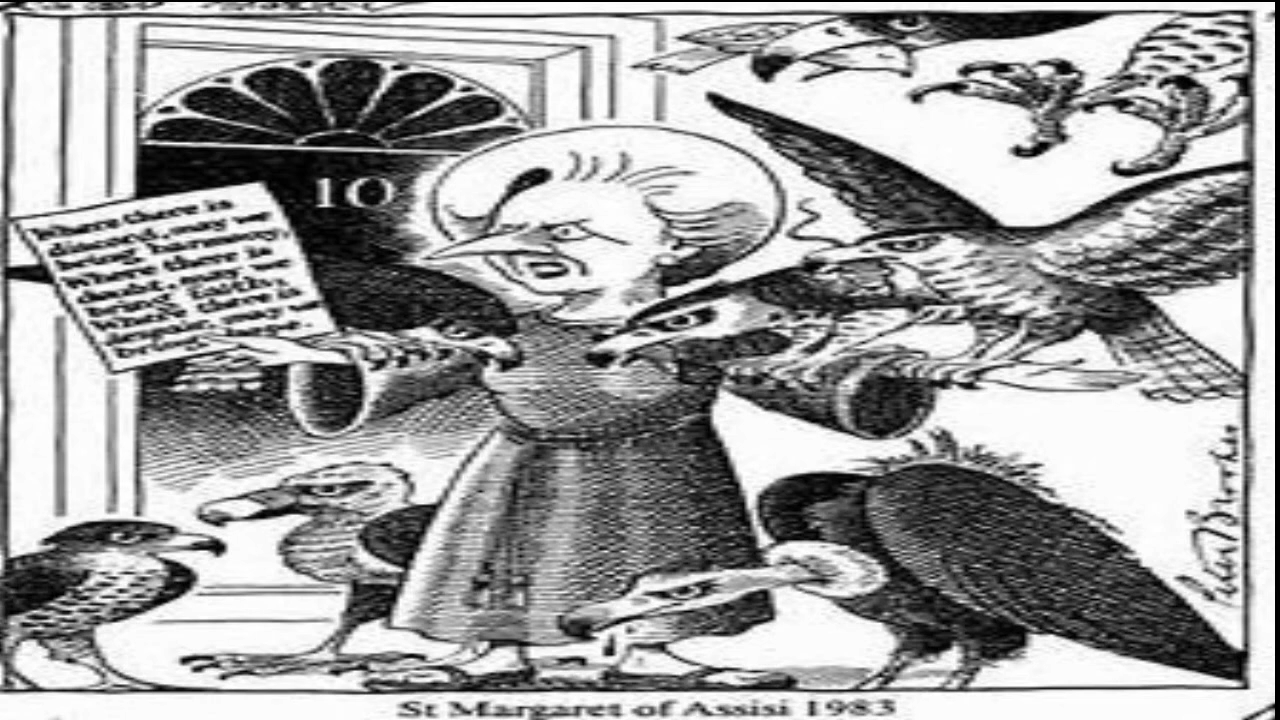 10
Where there is
discord, may we
bring harmony.
Where there is
doubt, may we
bring faith,
Where there is
despair, may we
bring hope.
St Margaret of Assisi 1983